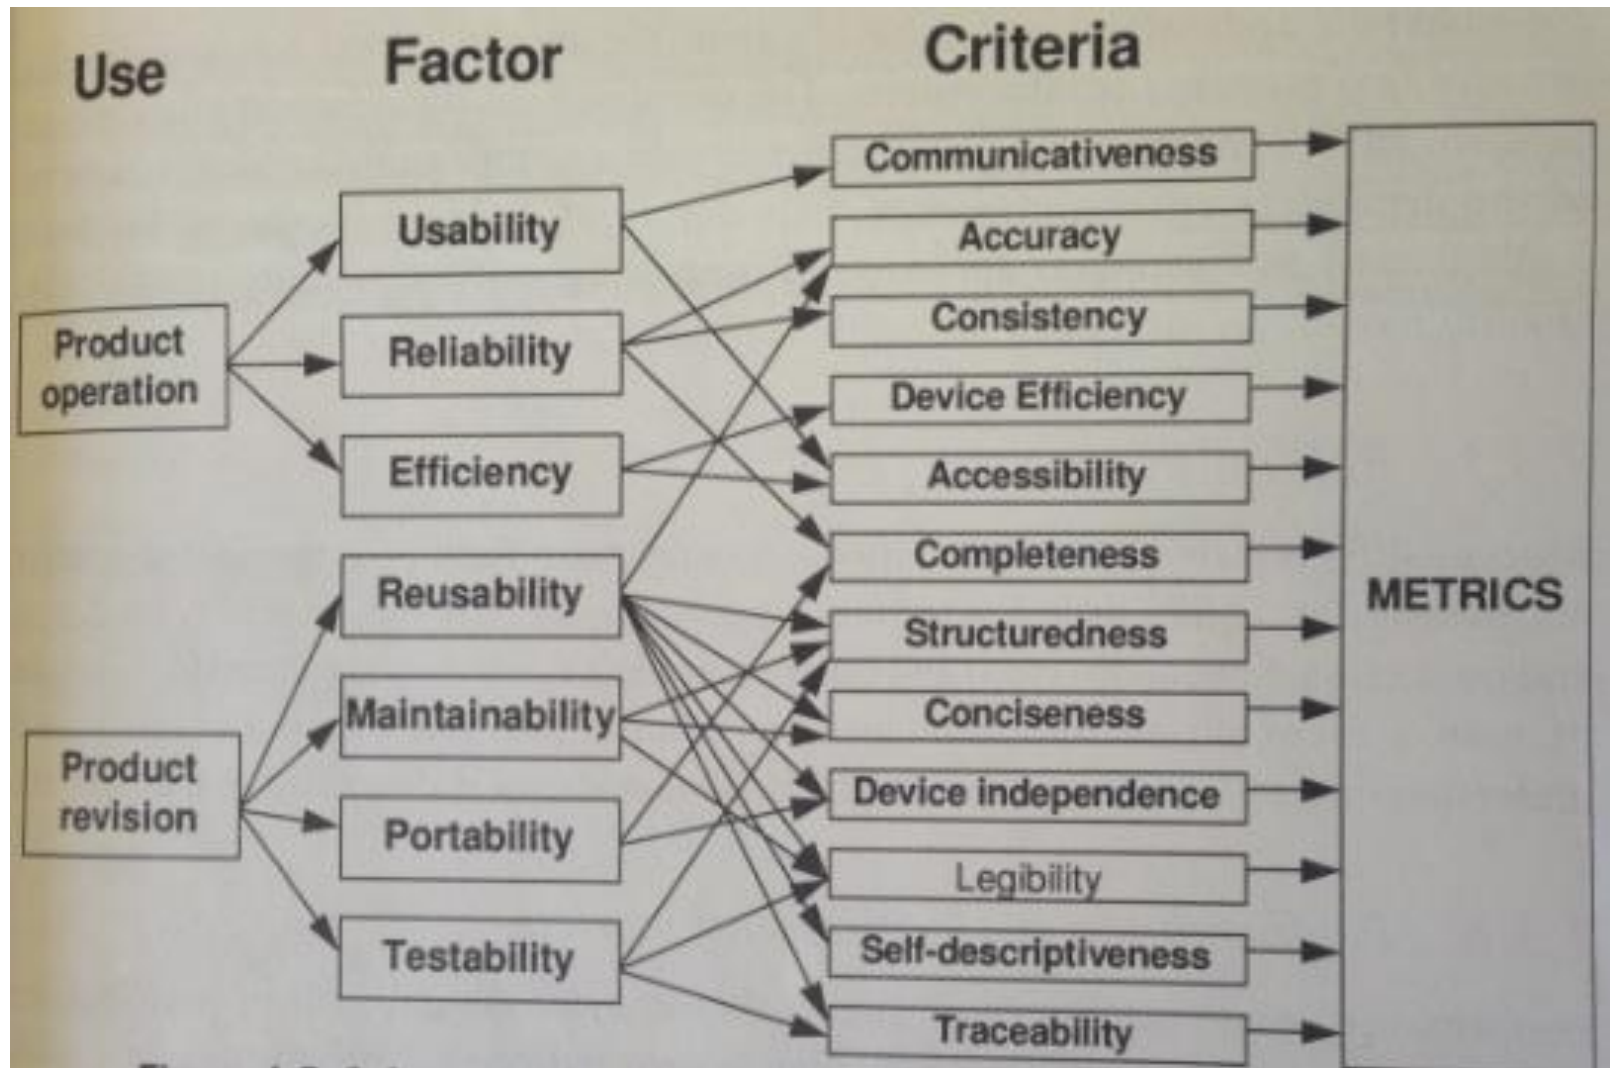 Use
Factor
Criteria
Product
operation
Product
revision
Usability
Reliability
Efficiency
Reusability
Maintainability
Portability
Testability
Communicativeness
Accuracy
Consistency
Device Efficiency
Accessibility
Completeness
Structuredness
Conciseness
Device independence
Legibility
Self-descriptiveness
Traceability
METRICS